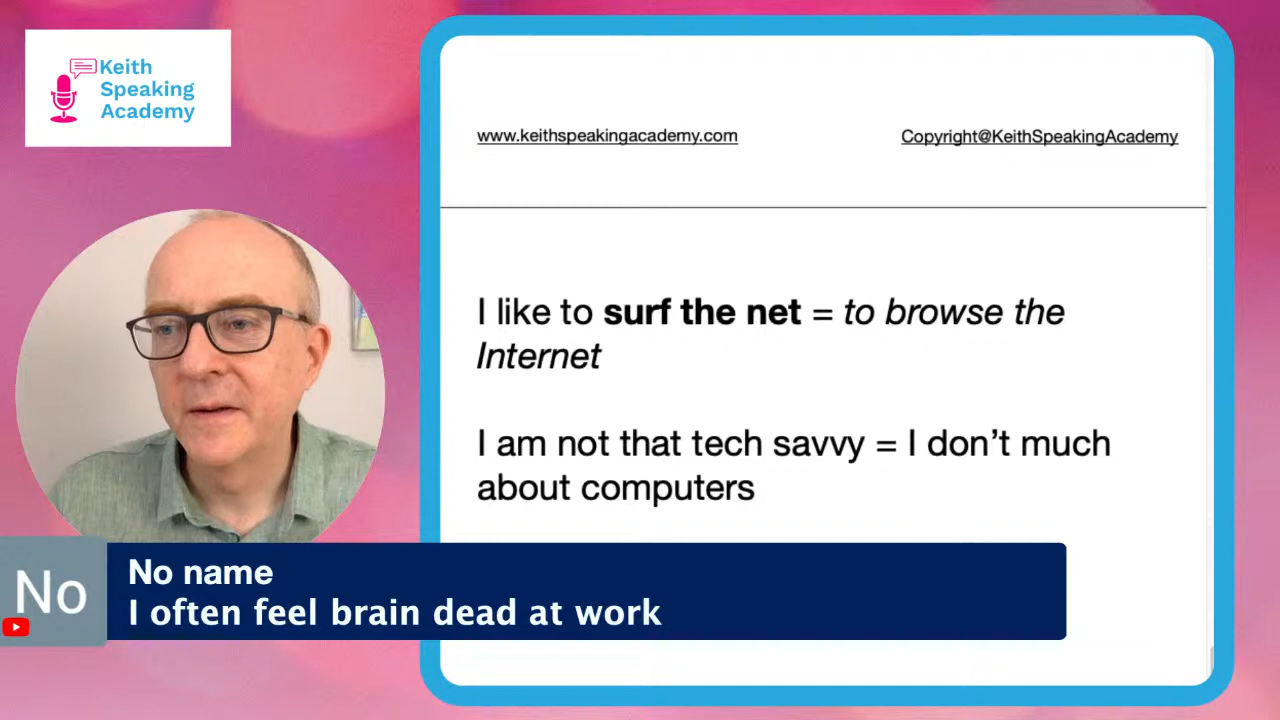 Keith
Speaking
Academy
www.keithspeakingacademy.com
Copyright@KeithSpeakingAcademy
I like to surf the net = to browse the
Internet
I am not that tech savvy = I don’t much
about computers
No
No name
I often feel brain dead at work